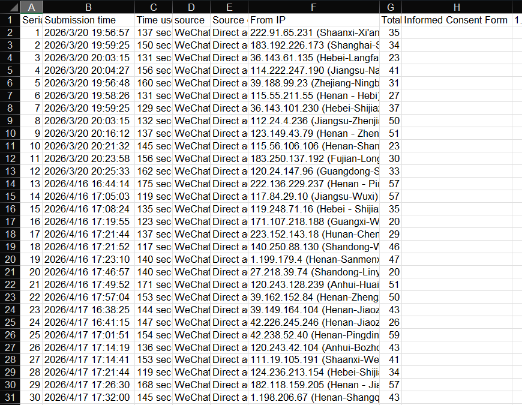 A B C D E F G H
1 Seria Submission time Time use source Source d From IP Total Informed Consent Form 1.
2 1 2026/3/20 19:56:57 137 sec WeChat Direct a 222.91.65.231 (Shaanxi-Xi'an 35
3 2 2026/3/20 19:59:25 150 sec WeChat Direct a 183.192.226.173 (Shanghai-S 34
4 3 2026/3/20 20:03:15 131 sec WeChat Direct a 36.143.61.135 (Hebei-Langfa 23
5 4 2026/3/20 20:04:27 156 sec WeChat Direct a 114.222.247.190 (Jiangsu-Na 41
6 5 2026/3/20 19:56:48 160 sec WeChat Direct a 39.188.99.23 (Zhejiang-Ningb 31
7 6 2026/3/20 19:58:26 131 sec WeChat Direct a 115.55.211.55 (Henan - Hebi 27
8 7 2026/3/20 19:59:25 129 sec WeChat Direct a 36.143.101.230 (Hebei-Shijia 37
9 8 2026/3/20 20:03:15 132 sec WeChat Direct a 112.24.4.236 (Jiangsu-Zhenji 50
10 9 2026/3/20 20:16:12 137 sec WeChat Direct a 123.149.43.79 (Henan - Zhen 51
11 10 2026/3/20 20:21:32 145 sec WeChat Direct a 115.56.106.106 (Henan-Shan 23
12 11 2026/3/20 20:23:58 156 sec WeChat Direct a 183.250.137.192 (Fujian-Long 30
13 12 2026/3/20 20:25:33 162 sec WeChat Direct a 120.24.147.96 (Guangdong-S 33
14 13 2026/4/16 16:44:14 175 sec WeChat Direct a 222.136.229.237 (Henan - Pi 57
15 14 2026/4/16 17:05:03 119 sec WeChat Direct a 117.84.29.10 (Jiangsu-Wuxi) 57
16 15 2026/4/16 17:08:24 135 sec WeChat Direct a 119.248.71.16 (Hebei - Shijia 35
17 16 2026/4/16 17:19:55 123 sec WeChat Direct a 171.107.218.188 (Guangxi-W 20
18 17 2026/4/16 17:21:44 137 sec WeChat Direct a 223.152.143.18 (Hunan-Chen 29
19 18 2026/4/16 17:21:52 117 sec WeChat Direct a 140.250.88.130 (Shandong-W 46
20 19 2026/4/16 17:23:10 140 sec WeChat Direct a 1.199.179.4 (Henan-Sanmenx 47
21 20 2026/4/16 17:46:57 140 sec WeChat Direct a 27.218.39.74 (Shandong-Liny 20
22 21 2026/4/16 17:49:52 171 sec WeChat Direct a 120.243.128.239 (Anhui-Huai 51
23 22 2026/4/16 17:57:04 153 sec WeChat Direct a 39.162.152.84 (Henan-Zheng 50
24 23 2026/4/17 16:38:25 144 sec WeChat Direct a 39.149.164.104 (Henan-Jiaoz 43
25 24 2026/4/17 16:41:15 147 sec WeChat Direct a 42.226.245.246 (Henan-Jiaoz 26
26 25 2026/4/17 17:01:51 154 sec WeChat Direct a 42.238.52.40 (Henan-Pingdin 59
27 26 2026/4/17 17:14:19 136 sec WeChat Direct a 120.243.42.104 (Anhui-Bozho 43
28 27 2026/4/17 17:14:41 153 sec WeChat Direct a 111.19.105.191 (Shaanxi-We 41
29 28 2026/4/17 17:21:44 119 sec WeChat Direct a 124.236.213.154 (Hebei-Shiji 34
30 29 2026/4/17 17:26:30 168 sec WeChat Direct a 182.118.159.205 (Henan - Jia 57
31 30 2026/4/17 17:32:00 145 sec WeChat Direct a 1.198.206.67 (Henan-Shangq 43